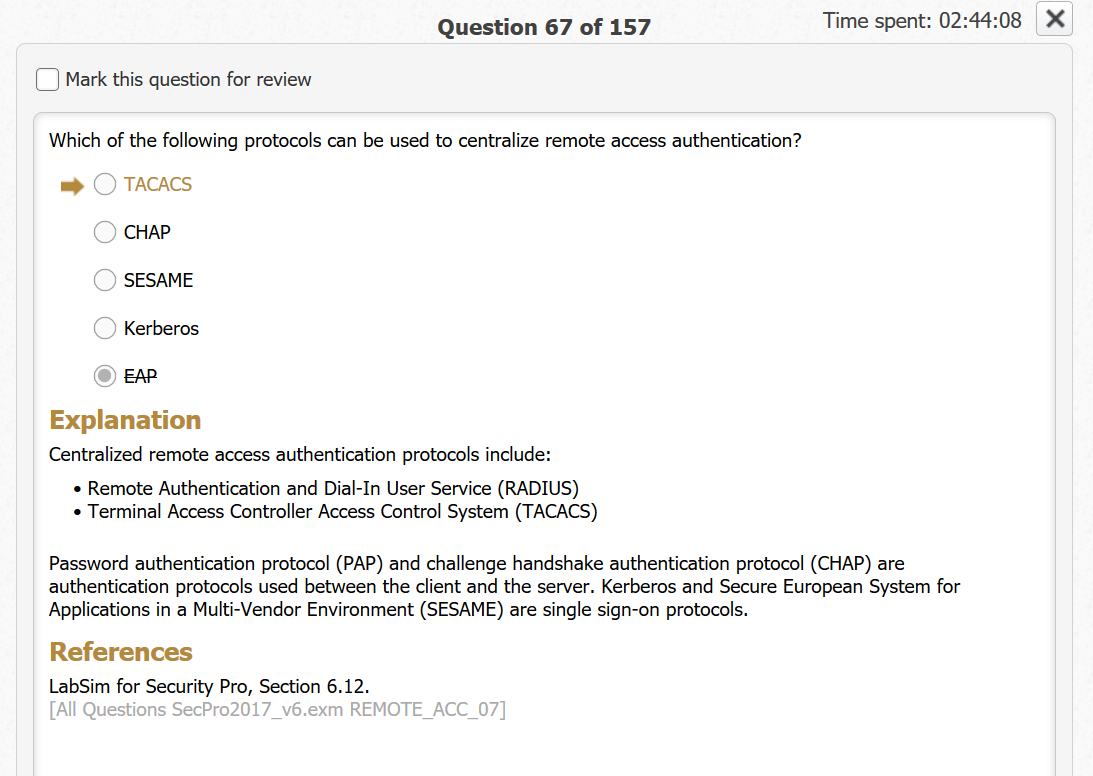 Question 67 of 157
Time spent: 02:44:08
Mark this question for review
Which of the following protocols can be used to centralize remote access authentication?
TACACS
CHAP
SESAME
Kerberos
EAP
Explanation
Centralized remote access authentication protocols include:
• Remote Authentication and Dial-In User Service (RADIUS)
• Terminal Access Controller Access Control System (TACACS)
Password authentication protocol (PAP) and challenge handshake authentication protocol (CHAP) are
authentication protocols used between the client and the server. Kerberos and Secure European System for
Applications in a Multi-Vendor Environment (SESAME) are single sign-on protocols.
References
LabSim for Security Pro, Section 6.12.
[All Questions SecPro2017_v6.exm REMOTE_ACC_07]